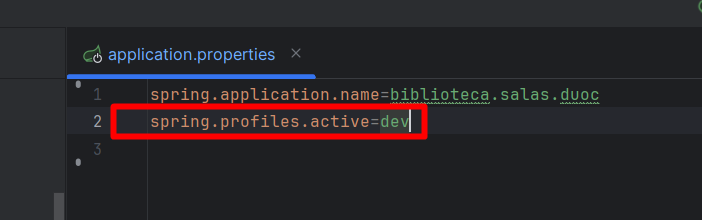 application.properties
1 spring.application.name=biblioteca.salas.duoc
2 spring.profiles.active=dev
3